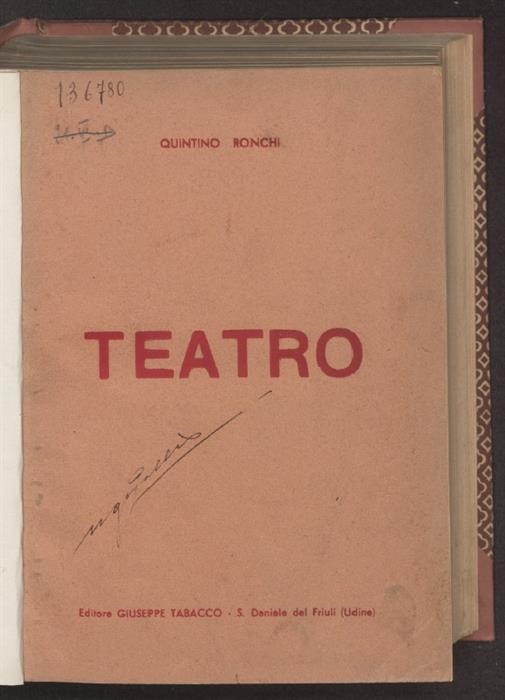 136780
QUINTINO RONCHI
TEATRO
Editore GIUSEPPE TABACCO - S. Daniele del Friuli (Udine)